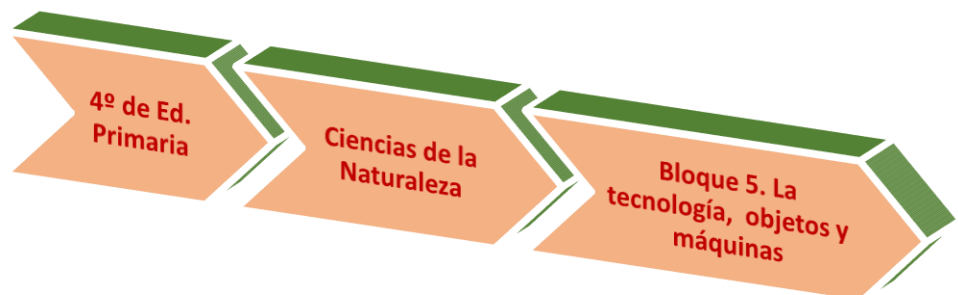 4º de Ed.
Primaria
Ciencias de la
Naturaleza
Bloque 5. La
tecnología, objetos y
máquinas